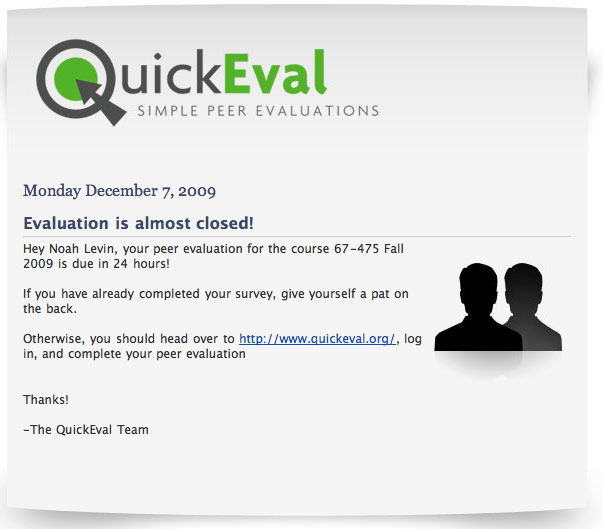 QuickEval
SIMPLE PEER EVALUATIONS
Monday December 7, 2009
Evaluation is almost closed!
Hey Noah Levin, your peer evaluation for the course 67-475 Fall
2009 is due in 24 hours!
If you have already completed your survey, give yourself a pat on
the back.
Otherwise, you should head over to http://www.quickeval.org/, log
in, and complete your peer evaluation
Thanks!
-The QuickEval Team